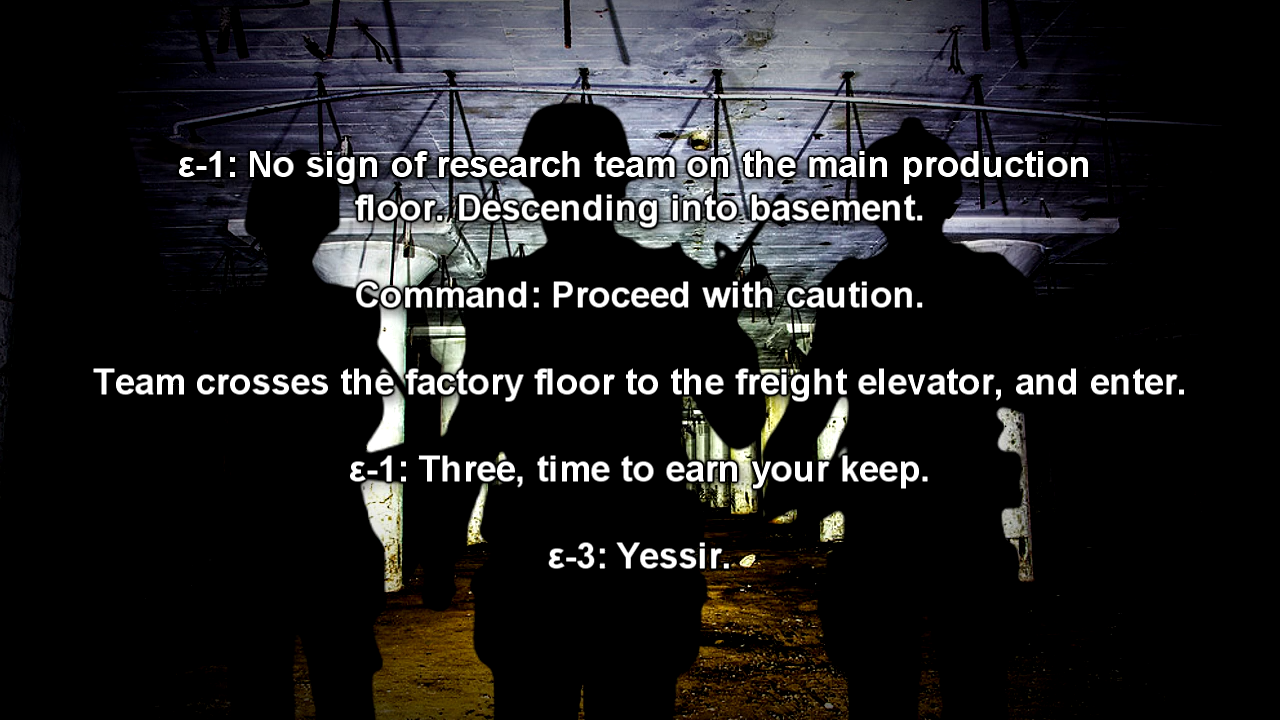 ε-1: No sign of research team on the main production
floor. Descending into basement.
Command: Proceed with caution.
Team crosses the factory floor to the freight elevator, and enter.
ε-1: Three, time to earn your keep.
ε-3: Yessir.